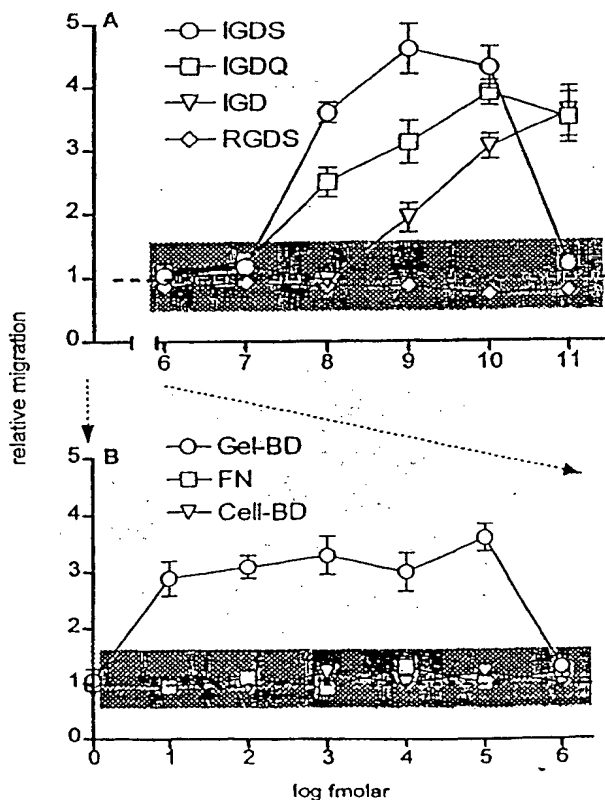 A
5
IGDS
IGDQ
IGD
RGDS
4
3
2
1
0
6 7 8 9 10 11
relative migration
B
5
Gel-BD
FN
Cell-BD
4
3
2
1
0
0 1 2 3 4 5 6
log fmolar